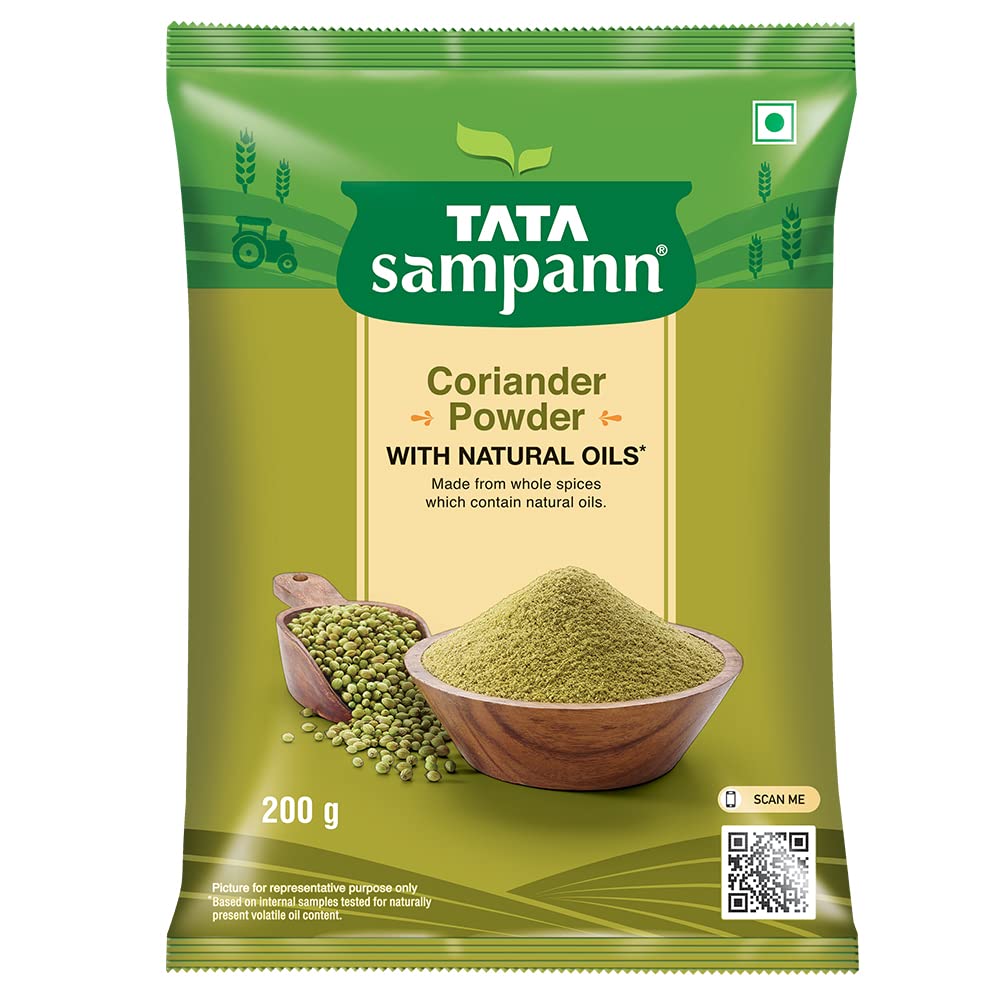 TATA
sampann®
Coriander
Powder
WITH NATURAL OILS*
Made from whole spices
which contain natural oils.
200 g
SCAN ME
Picture for representative purpose only
*Based on internal samples tested for naturally
present volatile oil content.